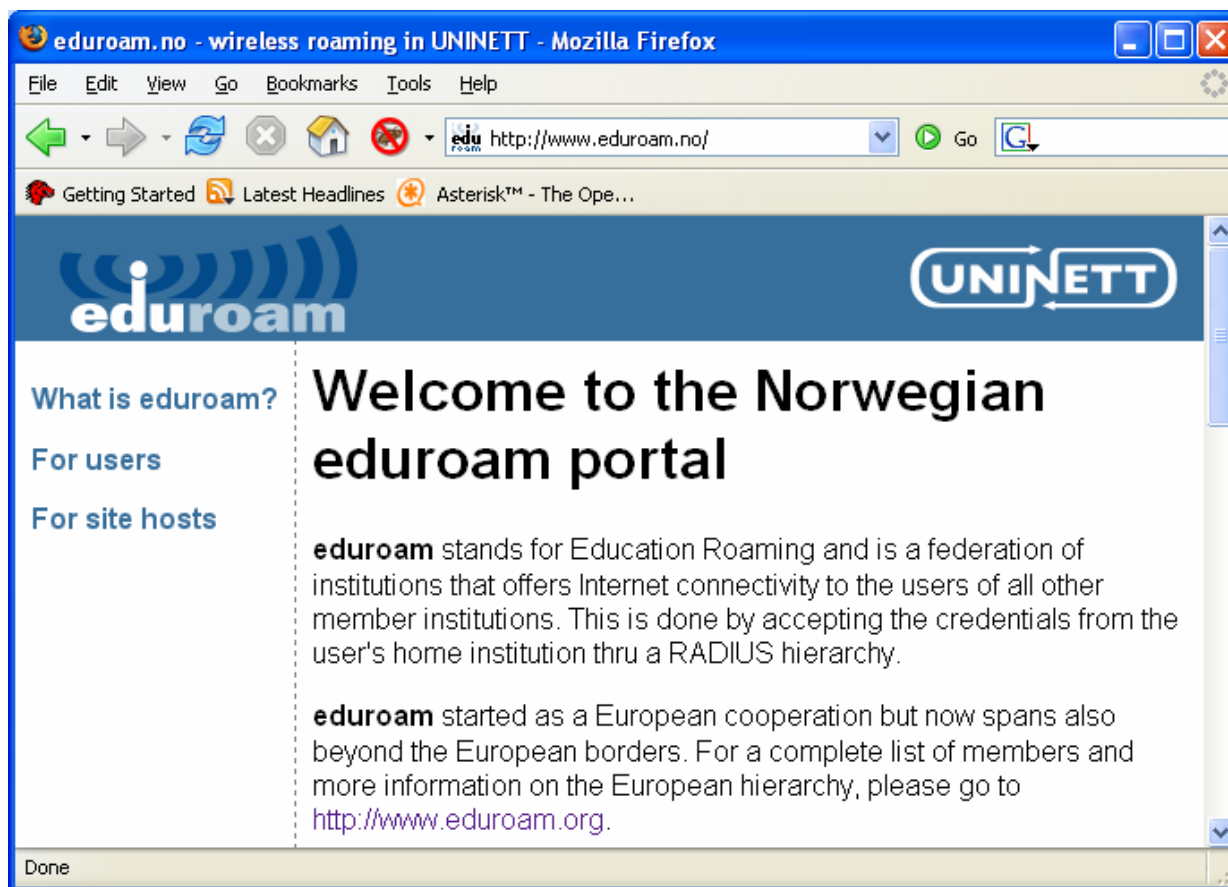 eduroam.no - wireless roaming in UNINETT - Mozilla Firefox
File Edit View Go Bookmarks Tools Help
edu roam http://www.eduroam.no/ Go G
Getting Started Latest Headlines Asterisk™ - The Ope...
eduroam UNINETT
What is eduroam?
For users
For site hosts
Welcome to the Norwegian
eduroam portal
eduroam stands for Education Roaming and is a federation of
institutions that offers Internet connectivity to the users of all other
member institutions. This is done by accepting the credentials from the
user's home institution thru a RADIUS hierarchy.
eduroam started as a European cooperation but now spans also
beyond the European borders. For a complete list of members and
more information on the European hierarchy, please go to
http://www.eduroam.org.
Done